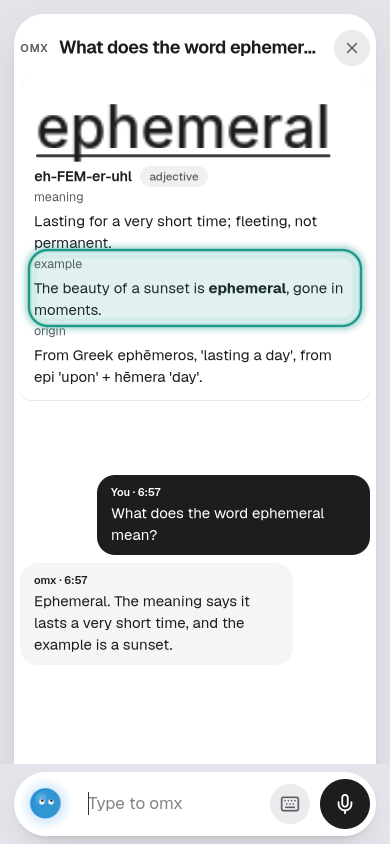 OMX What does the word ephemer...
ephemeral
eh-FEM-er-uhl adjective
meaning
Lasting for a very short time; fleeting, not
permanent.
example
The beauty of a sunset is ephemeral, gone in
moments.
origin
From Greek ephēmeros, 'lasting a day', from
epi 'upon' + hēmera 'day'.
You · 6:57
What does the word ephemeral
mean?
omx · 6:57
Ephemeral. The meaning says it
lasts a very short time, and the
example is a sunset.
Type to omx